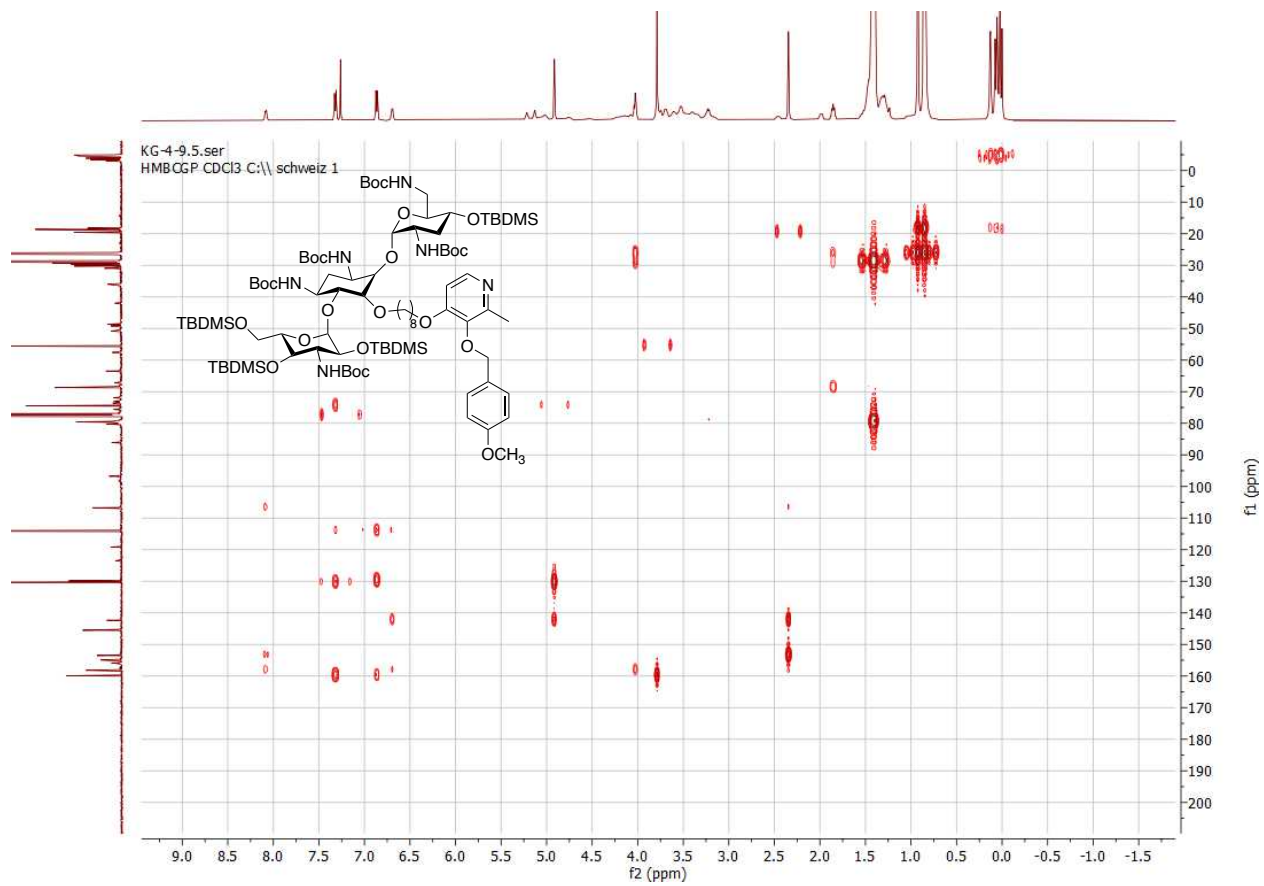 KG-4-9.5.ser
HMBCGP CDCl3 C:\\ schweiz 1
BocHN
O
OTBDMS
NHBoc
BocHN
O
BocHN
N
O
O
8
O
TBDMSO
O
O
OTBDMS
TBDMSO
NHBoc
OCH3
0
10
20
30
40
50
60
70
80
90
100
110
120
130
140
150
160
170
180
190
200
f1 (ppm)
9.0 8.5 8.0 7.5 7.0 6.5 6.0 5.5 5.0 4.5 4.0 3.5 3.0 2.5 2.0 1.5 1.0 0.5 0.0 -0.5 -1.0 -1.5
f2 (ppm)